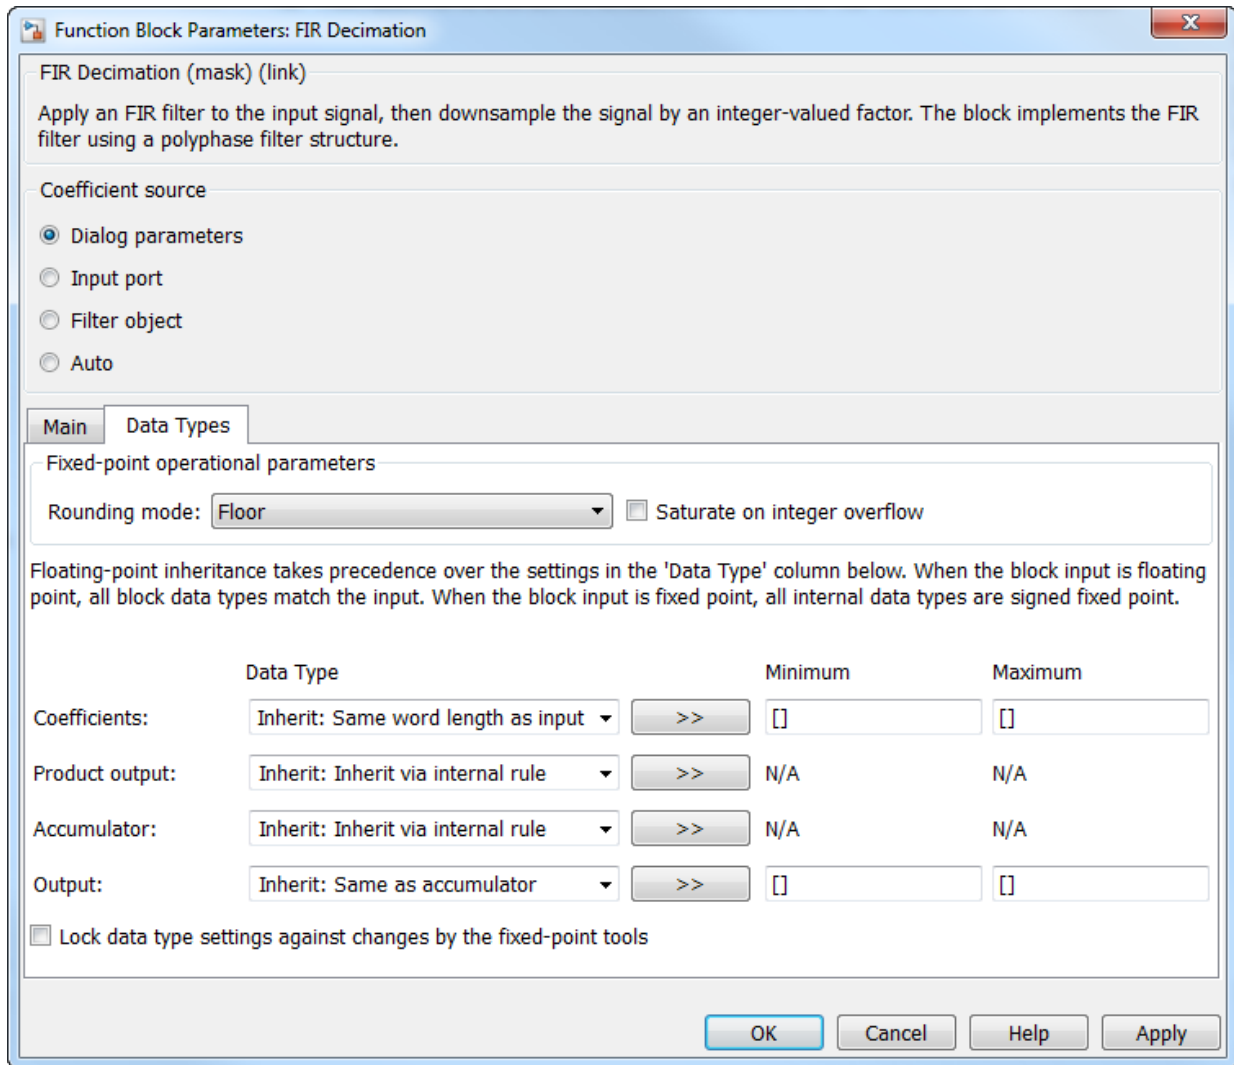 Function Block Parameters: FIR Decimation
FIR Decimation (mask) (link)
Apply an FIR filter to the input signal, then downsample the signal by an integer-valued factor. The block implements the FIR
filter using a polyphase filter structure.
Coefficient source
Dialog parameters
Input port
Filter object
Auto
Main Data Types
Fixed-point operational parameters
Rounding mode: Floor Saturate on integer overflow
Floating-point inheritance takes precedence over the settings in the 'Data Type' column below. When the block input is floating
point, all block data types match the input. When the block input is fixed point, all internal data types are signed fixed point.
Data Type Minimum Maximum
Coefficients: Inherit: Same word length as input >> [] []
Product output: Inherit: Inherit via internal rule >> N/A N/A
Accumulator: Inherit: Inherit via internal rule >> N/A N/A
Output: Inherit: Same as accumulator >> [] []
Lock data type settings against changes by the fixed-point tools
OK Cancel Help Apply